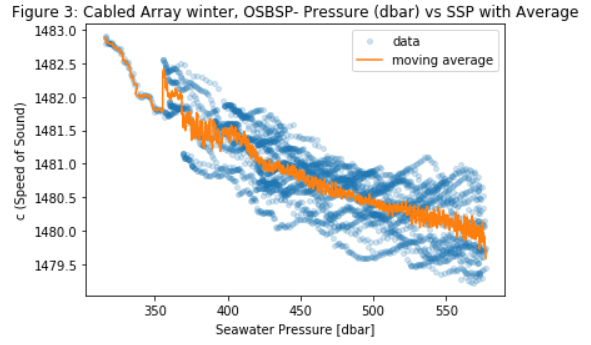 Figure 3: Cabled Array winter, OSBSP- Pressure (dbar) vs SSP with Average
data
moving average
c (Speed of Sound)
1483.0
1482.5
1482.0
1481.5
1481.0
1480.5
1480.0
1479.5
350 400 450 500 550
Seawater Pressure [dbar]